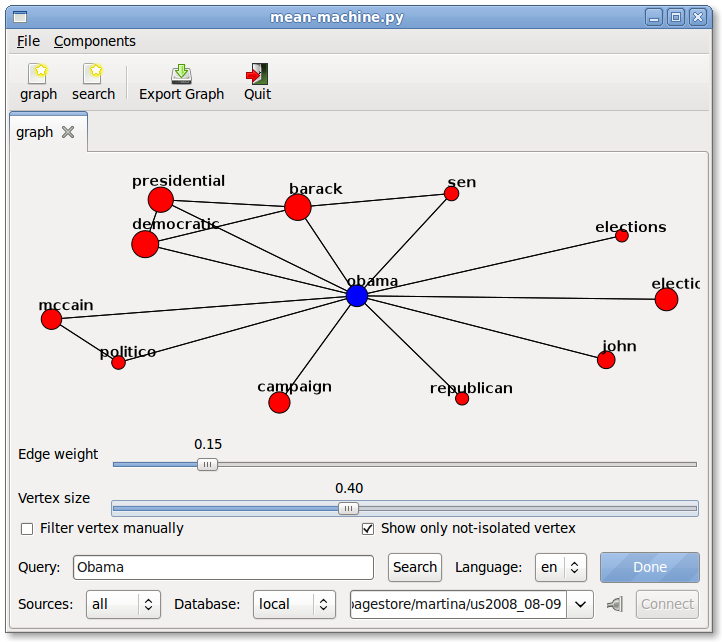 mean-machine.py
File Components
graph search Export Graph Quit
graph
presidential
barack
sen
democratic
elections
obama
electic
mccain
politico
john
campaign
republican
0.15
Edge weight
0.40
Vertex size
Filter vertex manually Show only not-isolated vertex
Query: Obama Search Language: en Done
Sources: all Database: local agestore/martina/us2008_08-09 Connect